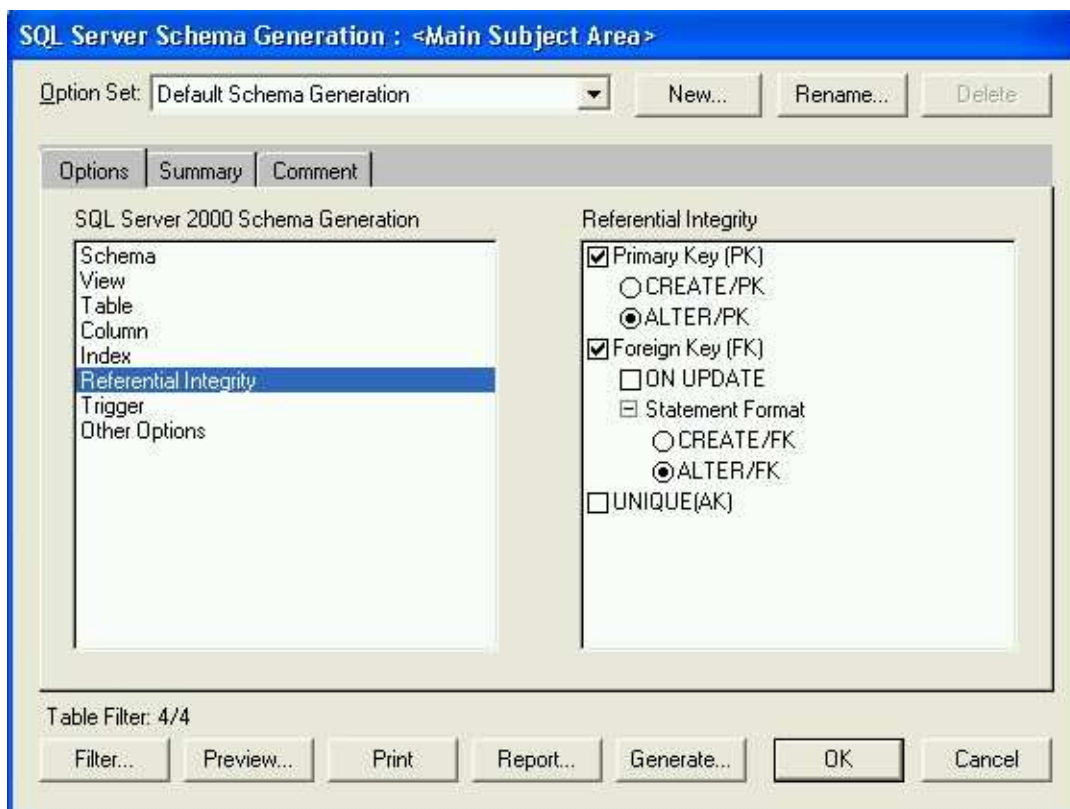 SQL Server Schema Generation : <Main Subject Area>
Option Set: Default Schema Generation New... Rename... Delete
Options Summary Comment
SQL Server 2000 Schema Generation
Schema
View
Table
Column
Index
Referential Integrity
Trigger
Other Options
Referential Integrity
Primary Key (PK)
CREATE/PK
ALTER/PK
Foreign Key (FK)
ON UPDATE
Statement Format
CREATE/FK
ALTER/FK
UNIQUE(AK)
Table Filter: 4/4
Filter... Preview... Print Report... Generate... OK Cancel